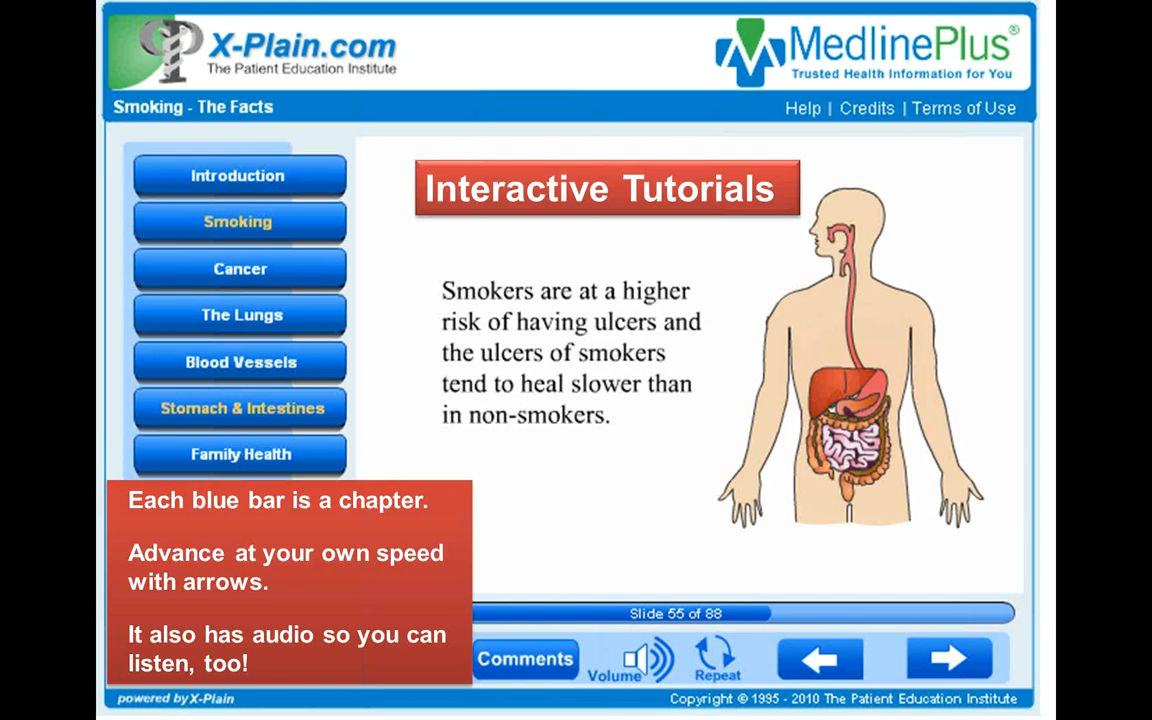 X-Plain.com
The Patient Education Institute
MedlinePlus®
Trusted Health Information for You
Smoking - The Facts
Help | Credits | Terms of Use
Introduction
Smoking
Cancer
The Lungs
Blood Vessels
Stomach & Intestines
Family Health
Interactive Tutorials
Smokers are at a higher
risk of having ulcers and
the ulcers of smokers
tend to heal slower than
in non-smokers.
Each blue bar is a chapter.
Advance at your own speed
with arrows.
It also has audio so you can
listen, too!
Slide 55 of 88
Comments
Volume
Repeat
powered by X-Plain
Copyright © 1995 - 2010 The Patient Education Institute